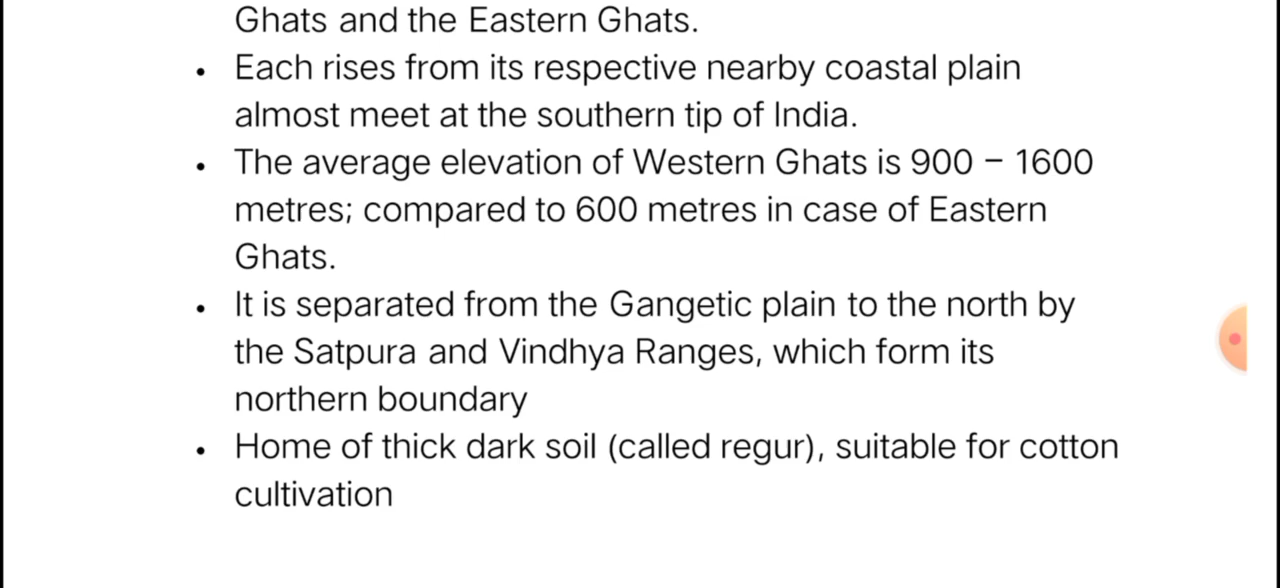 Ghats and the Eastern Ghats.
• Each rises from its respective nearby coastal plain
almost meet at the southern tip of India.
• The average elevation of Western Ghats is 900 – 1600
metres; compared to 600 metres in case of Eastern
Ghats.
• It is separated from the Gangetic plain to the north by
the Satpura and Vindhya Ranges, which form its
northern boundary
• Home of thick dark soil (called regur), suitable for cotton
cultivation